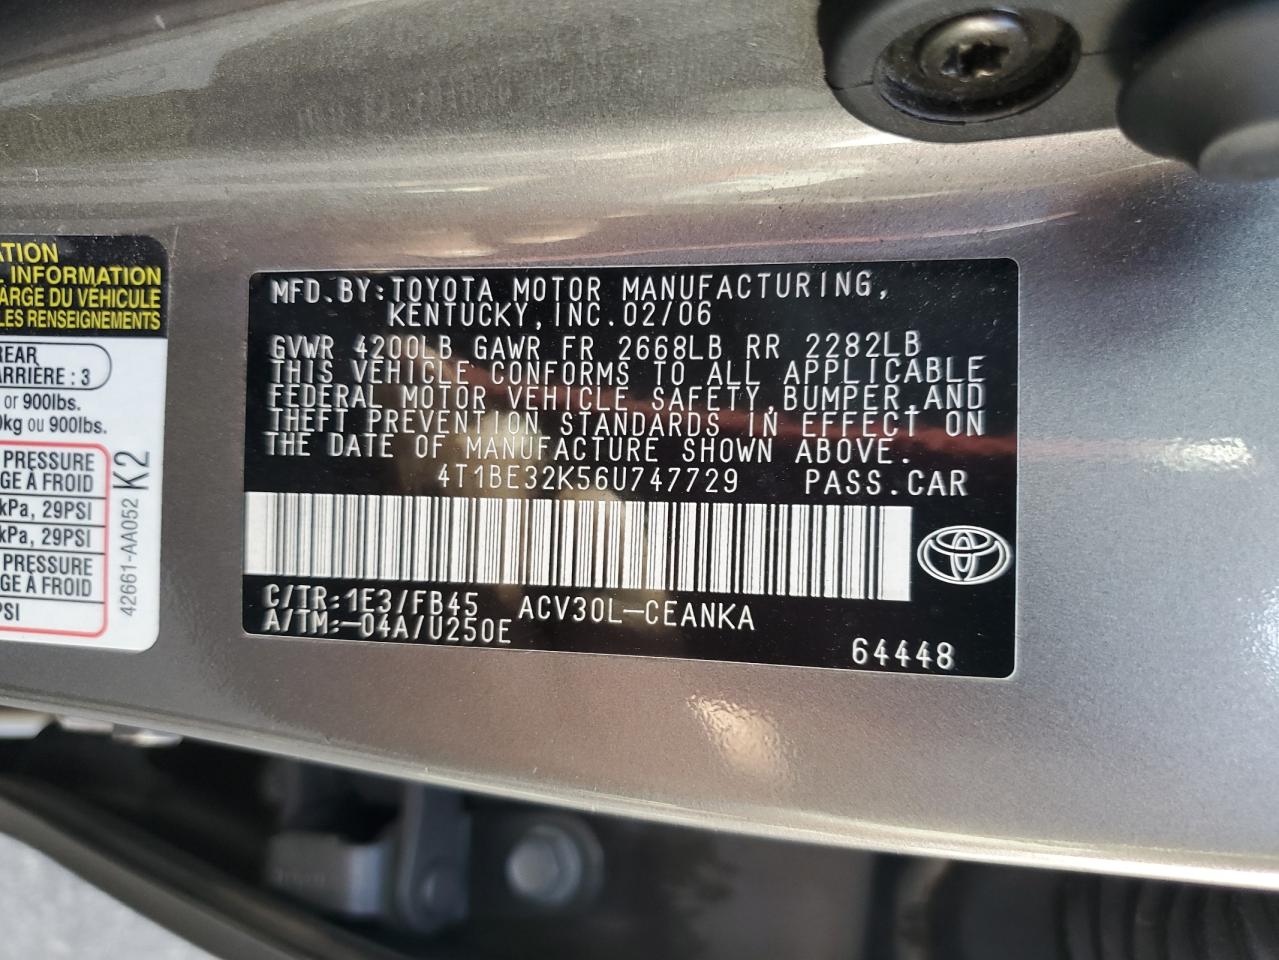 ATION
L INFORMATION
ARGE DU VÉHICULE
LES RENSEIGNEMENTS
REAR
ARRIÈRE : 3
or 900lbs.
kg ou 900lbs.
PRESSURE
GE À FROID
kPa, 29PSI
kPa, 29PSI
PRESSURE
GE À FROID
PSI
42661-AA052 K2
MFD.BY:TOYOTA MOTOR MANUFACTURING,
KENTUCKY,INC.02/06
GVWR 4200LB GAWR FR 2668LB RR 2282LB
THIS VEHICLE CONFORMS TO ALL APPLICABLE
FEDERAL MOTOR VEHICLE SAFETY,BUMPER,AND
THEFT PREVENTION STANDARDS IN EFFECT ON
THE DATE OF MANUFACTURE SHOWN ABOVE.
4T1BE32K56U747729 PASS.CAR
C/TR:1E3/FB45 ACV30L-CEANKA
A/TM:-04A/U250E
64448